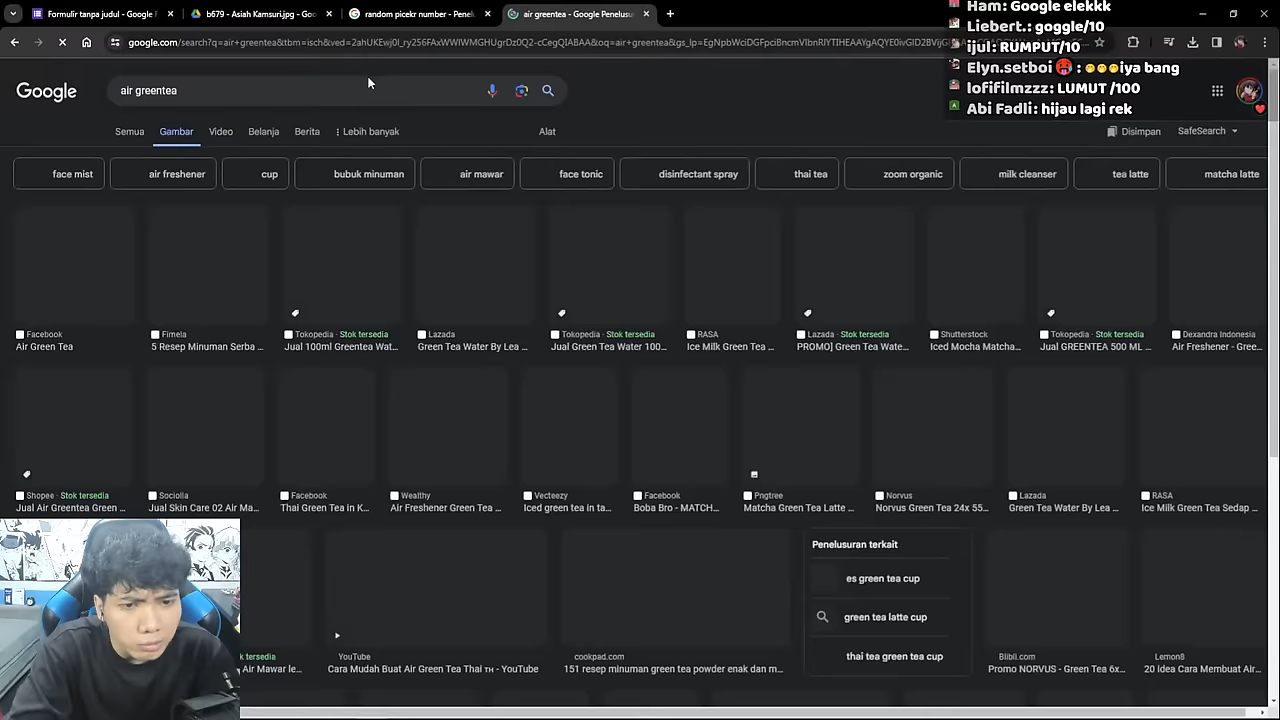 Formulir tanpa judul - Google F
b679 - Asiah Kamsuri.jpg - Goo
random picekr number - Penel
air greentea - Google Penelusur
Ham: Google elekkk
Liebert.: goggle/10
ijul: RUMPUT/10
Elyn.setboi 🥵: 🤭🤭🤭iya bang
lofifilmzzz: LUMUT /100
Abi Fadli: hijau lagi rek
Google
air greentea
Semua
Gambar
Video
Belanja
Berita
Lebih banyak
Alat
Disimpan
SafeSearch
face mist
air freshener
cup
bubuk minuman
air mawar
face tonic
disinfectant spray
thai tea
zoom organic
milk cleanser
tea latte
matcha latte
Facebook
Air Green Tea
Fimela
5 Resep Minuman Serba ...
Tokopedia · Stok tersedia
Jual 100ml Greentea Wat...
Lazada
Green Tea Water By Lea ...
Tokopedia · Stok tersedia
Jual Green Tea Water 100...
RASA
Ice Milk Green Tea ...
Lazada · Stok tersedia
PROMO] Green Tea Wate...
Shutterstock
Iced Mocha Matcha...
Tokopedia · Stok tersedia
Jual GREENTEA 500 ML ...
Dexandra Indonesia
Air Freshener - Gree...
Shopee · Stok tersedia
Jual Air Greentea Green ...
Sociolla
Jual Skin Care 02 Air Ma...
Facebook
Thai Green Tea in K...
Wealthy
Air Freshener Green Tea ...
Vecteezy
Iced green tea in ta...
Facebook
Boba Bro - MATCH...
Pngtree
Matcha Green Tea Latte ...
Norvus
Norvus Green Tea 24x 55...
Lazada
Green Tea Water By Lea ...
RASA
Ice Milk Green Tea Sedap ...
k tersedia
Air Mawar le...
YouTube
Cara Mudah Buat Air Green Tea Thai TH - YouTube
cookpad.com
151 resep minuman green tea powder enak dan m...
Penelusuran terkait
es green tea cup
green tea latte cup
thai tea green tea cup
Blibli.com
Promo NORVUS - Green Tea 6x...
Lemon8
20 idea Cara Membuat Air...